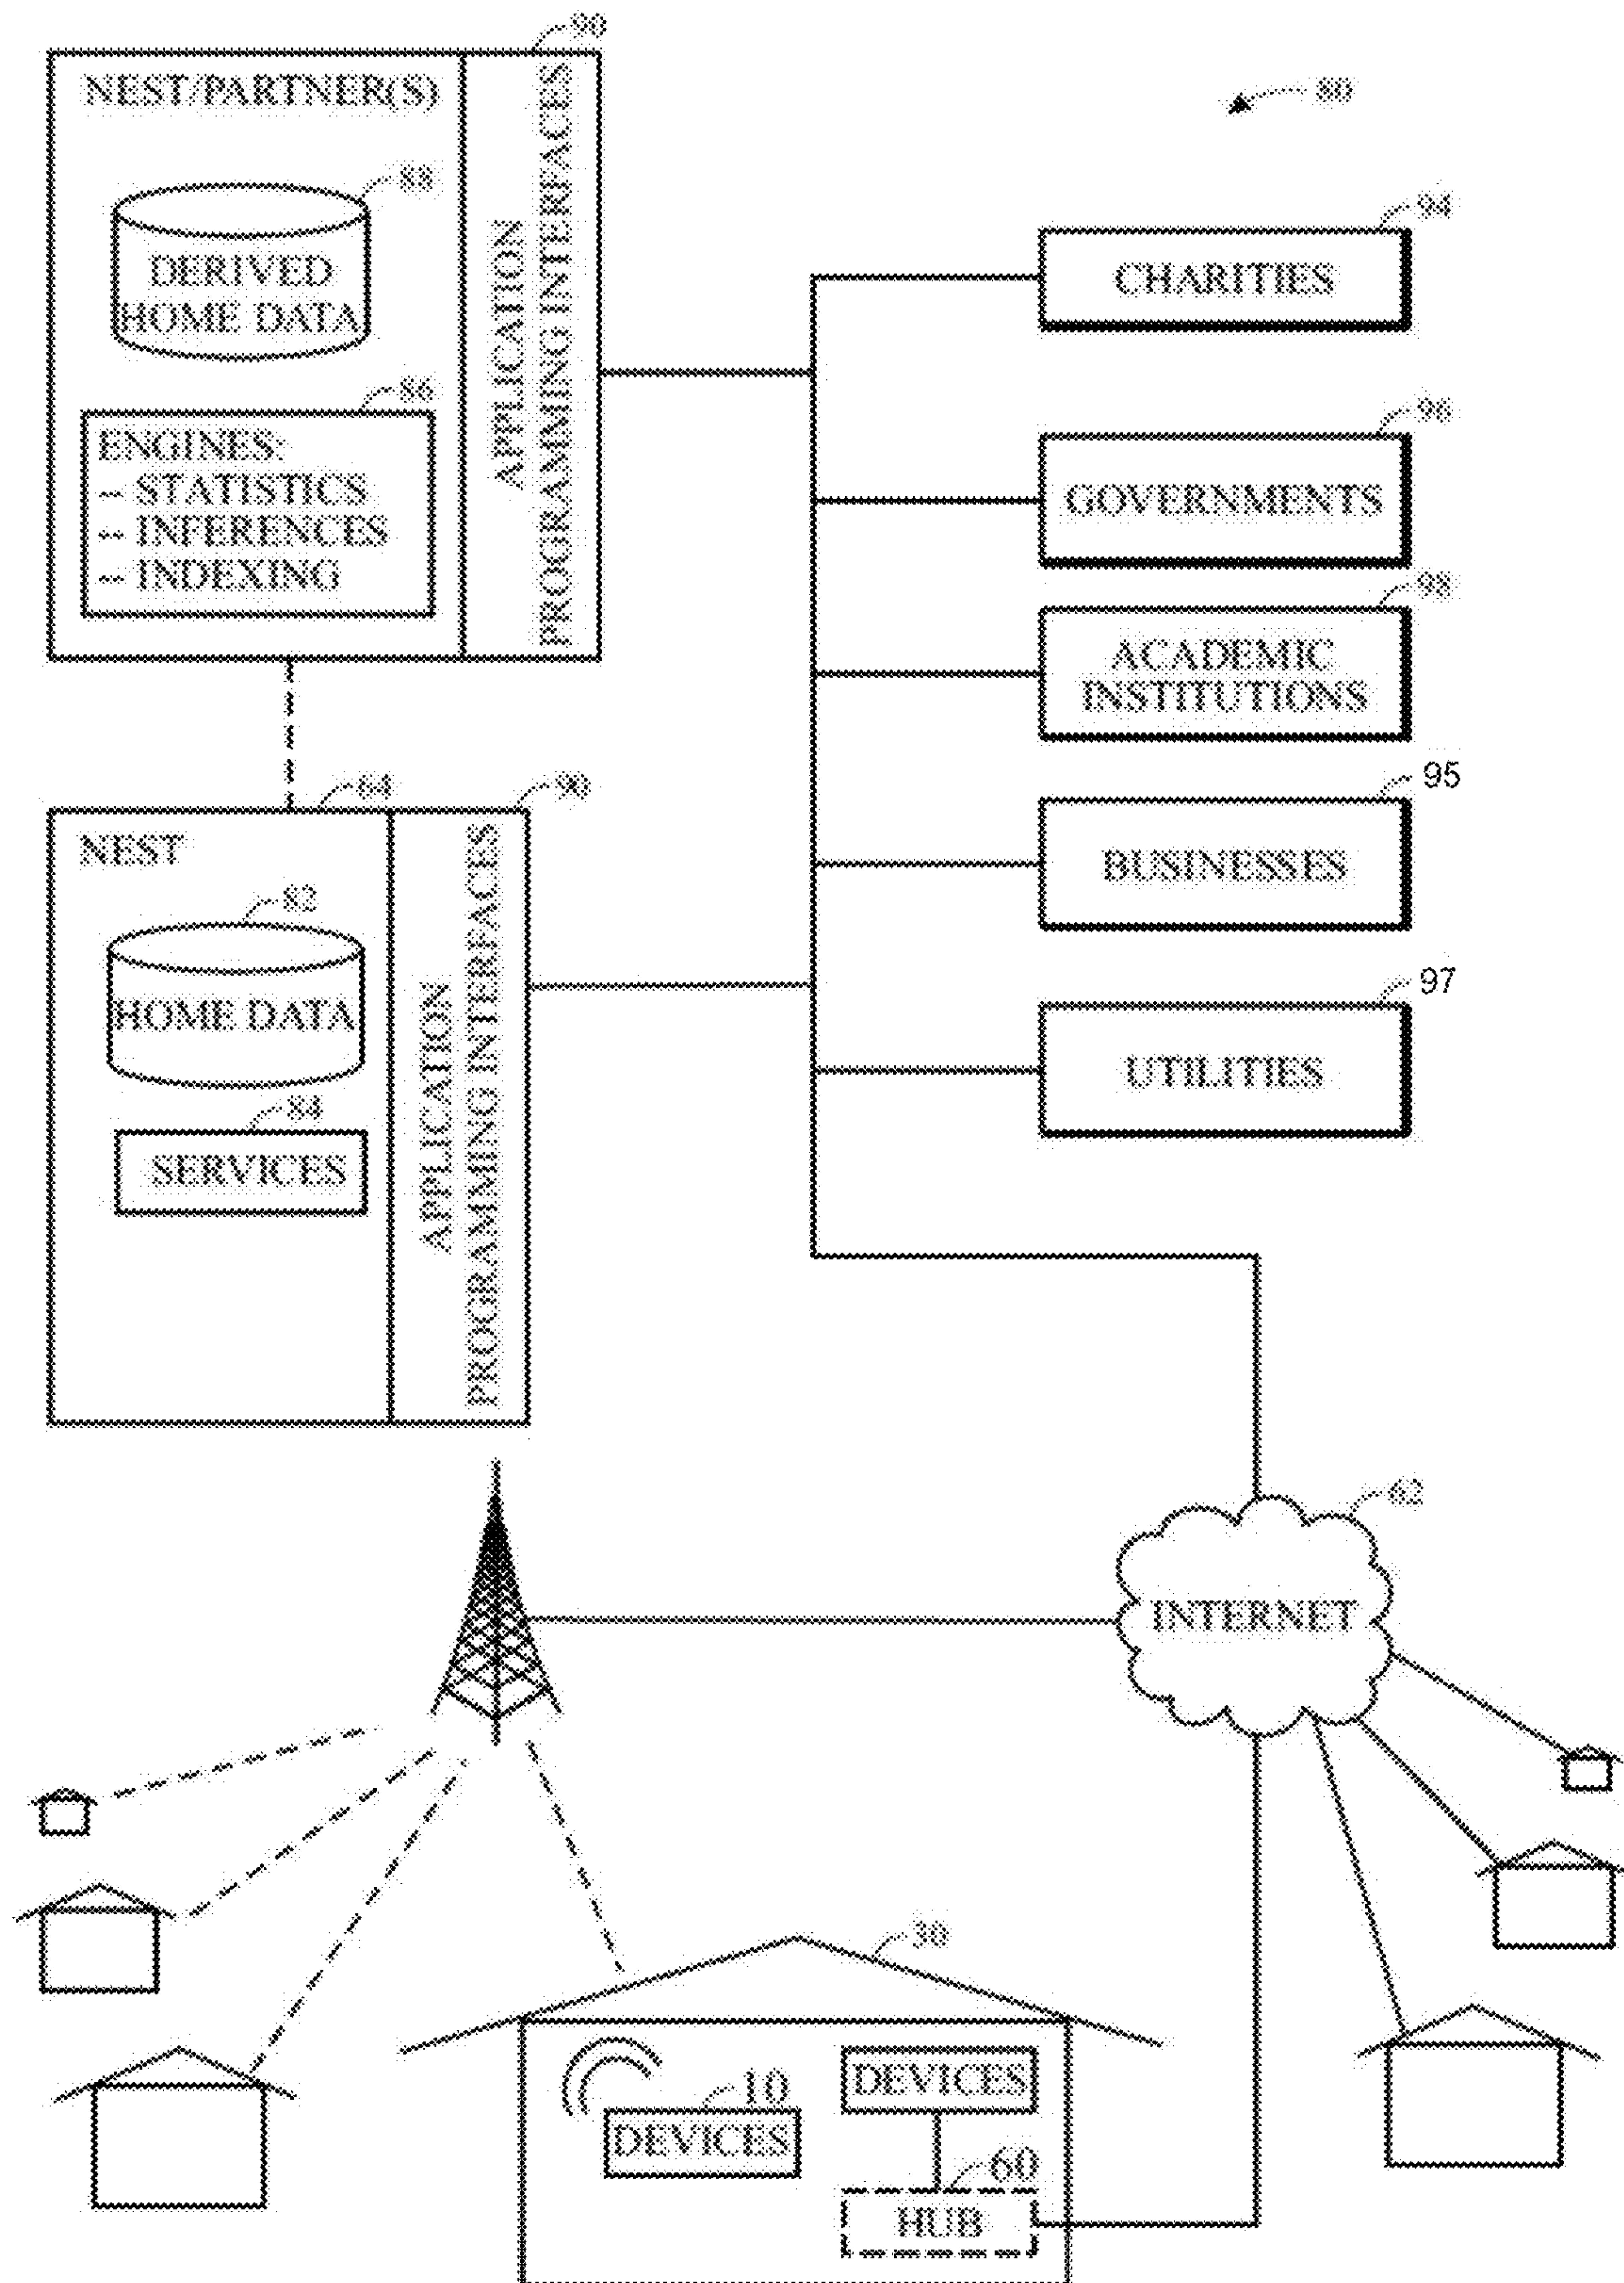 90
NEST/PARTNER(S)
88
DERIVED
HOME DATA
86
ENGINES:
-- STATISTICS
-- INFERENCES
-- INDEXING
APPLICATION
PROGRAMMING INTERFACES
80
94
CHARITIES
96
GOVERNMENTS
98
ACADEMIC
INSTITUTIONS
95
BUSINESSES
97
UTILITIES
64
90
NEST
82
HOME DATA
84
SERVICES
APPLICATION
PROGRAMMING INTERFACES
62
INTERNET
30
10
DEVICES
DEVICES
60
HUB